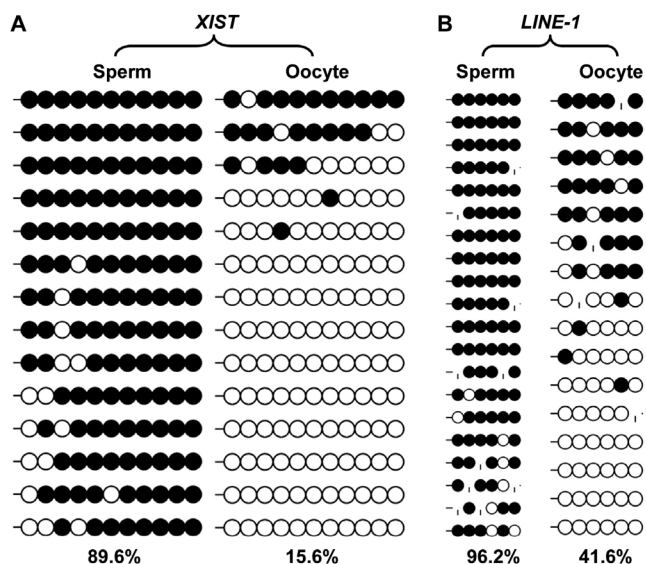 A XIST
Sperm Oocyte
89.6% 15.6%
B LINE-1
Sperm Oocyte
96.2% 41.6%